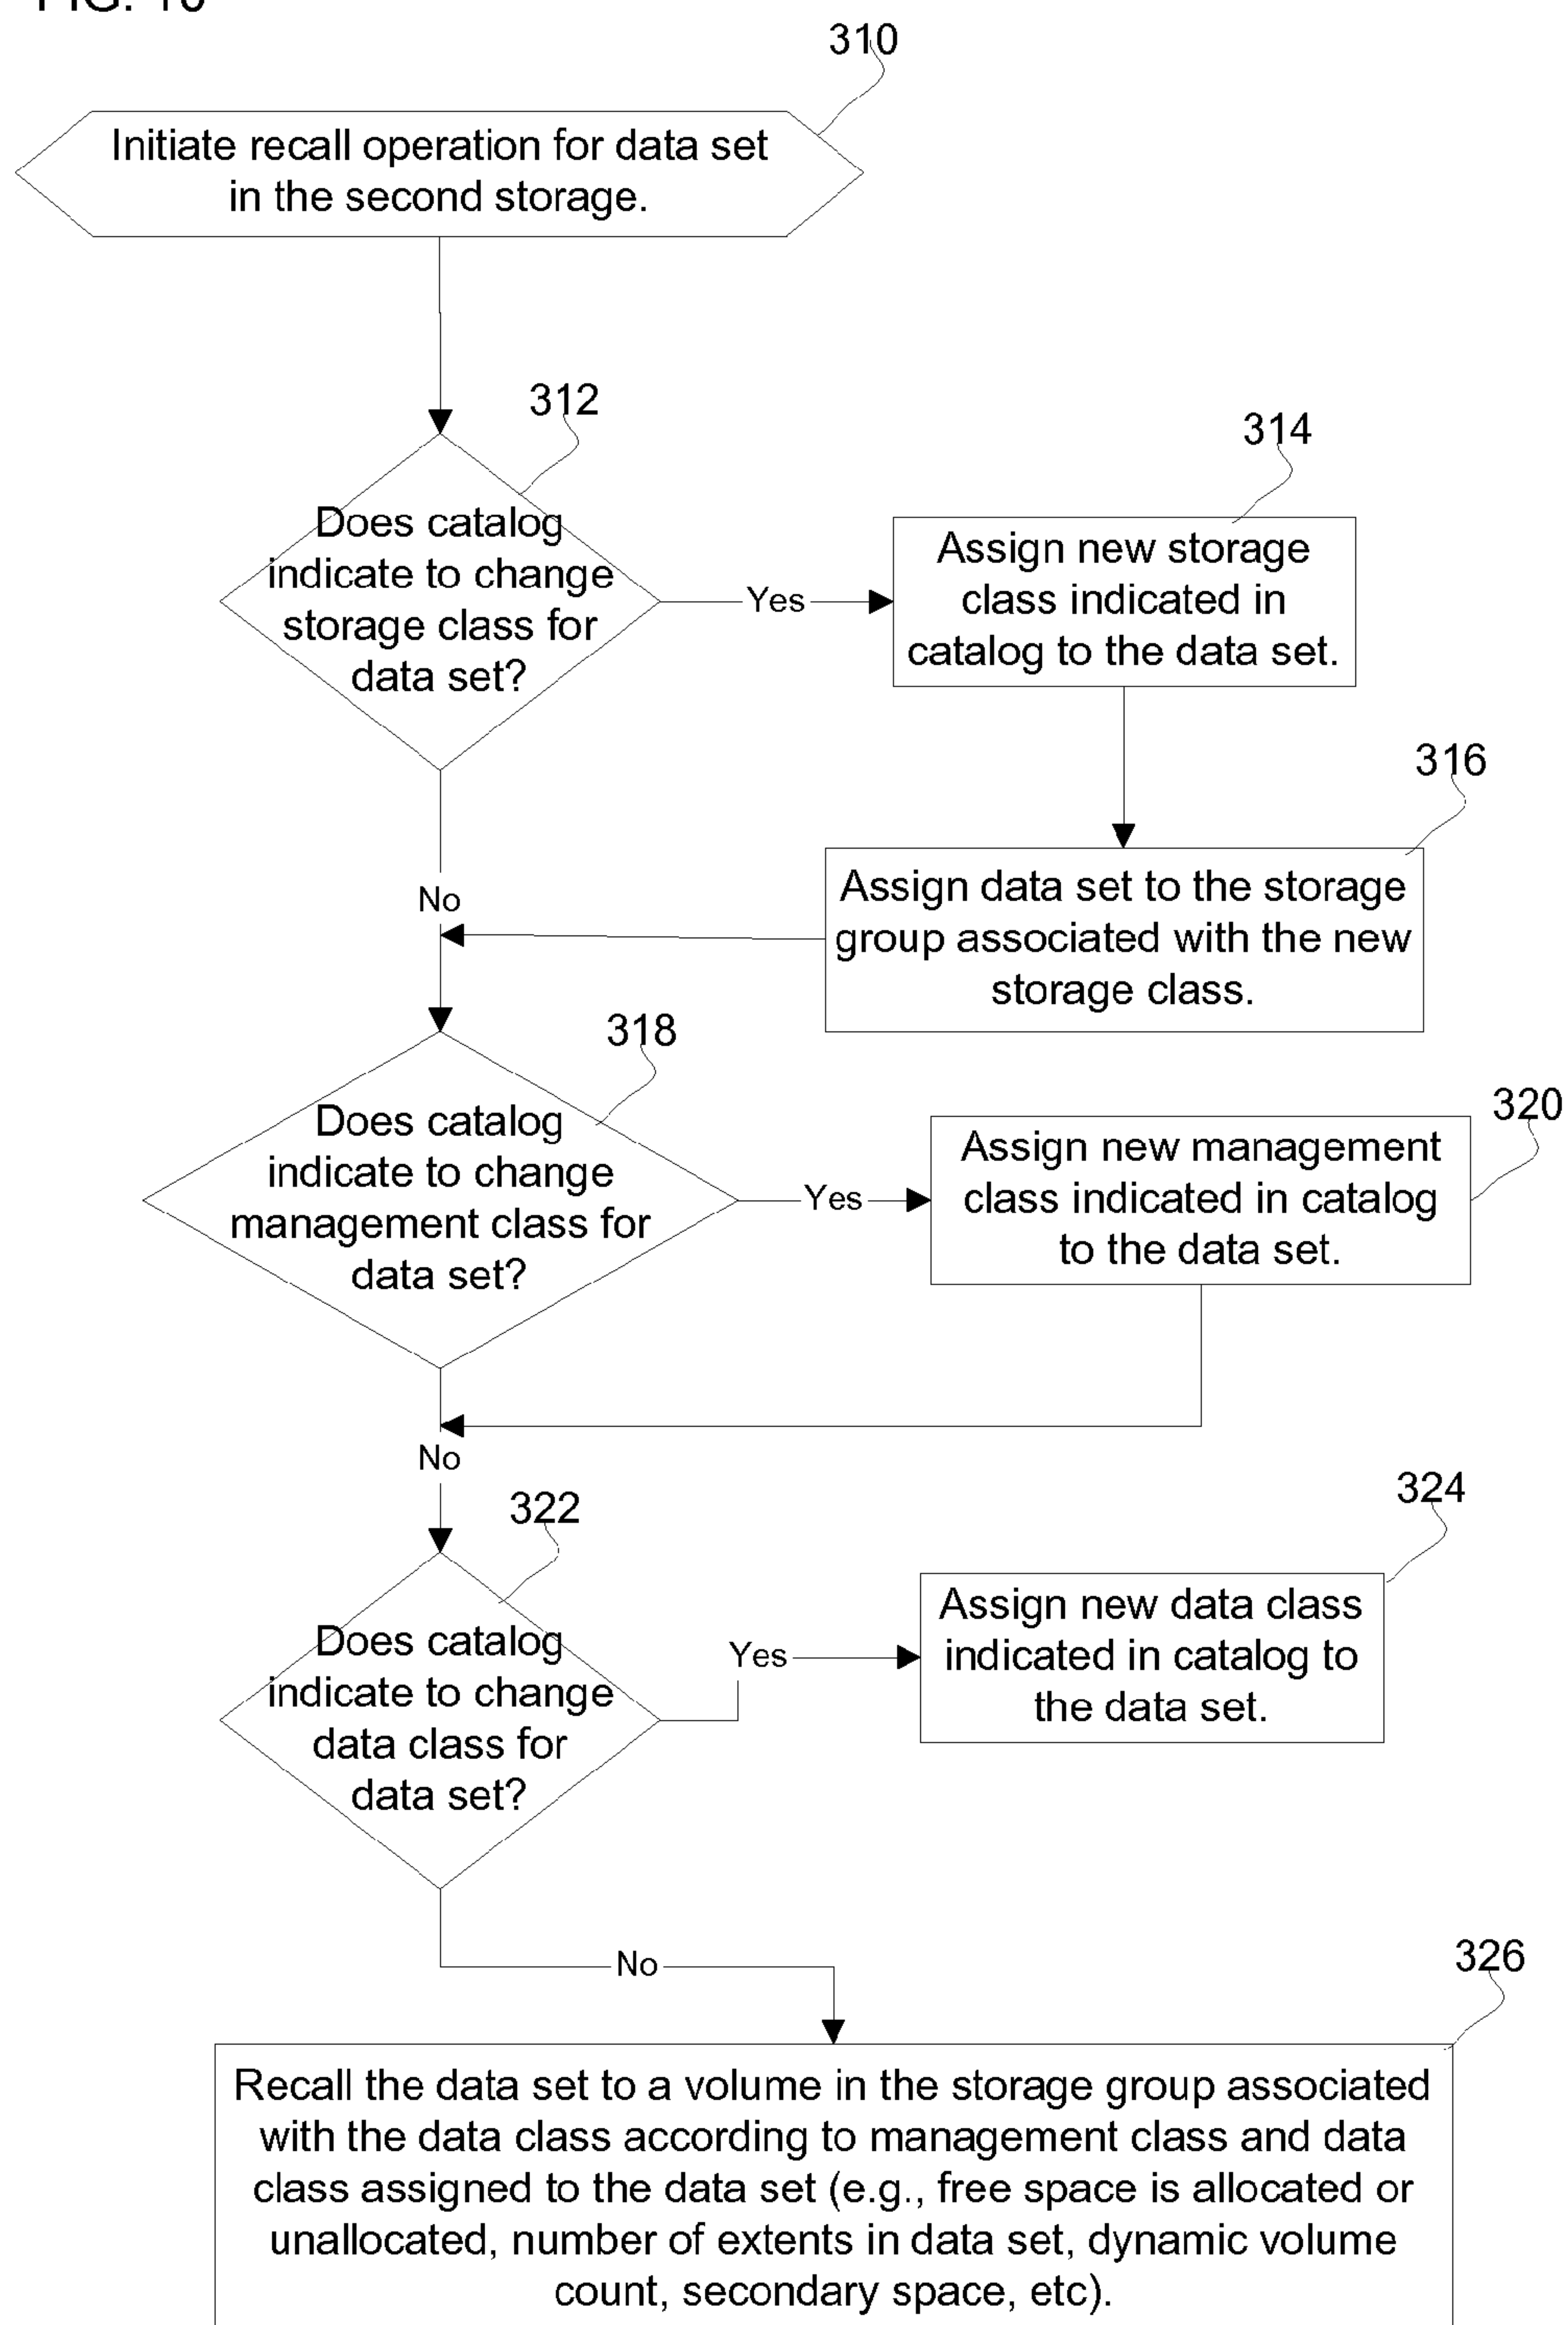 310
Initiate recall operation for data set
in the second storage.
312
Does catalog
indicate to change
storage class for
data set?
Yes
314
Assign new storage
class indicated in
catalog to the data set.
316
Assign data set to the storage
group associated with the new
storage class.
No
318
Does catalog
indicate to change
management class for
data set?
Yes
320
Assign new management
class indicated in catalog
to the data set.
No
322
Does catalog
indicate to change
data class for
data set?
Yes
324
Assign new data class
indicated in catalog to
the data set.
No
326
Recall the data set to a volume in the storage group associated
with the data class according to management class and data
class assigned to the data set (e.g., free space is allocated or
unallocated, number of extents in data set, dynamic volume
count, secondary space, etc).